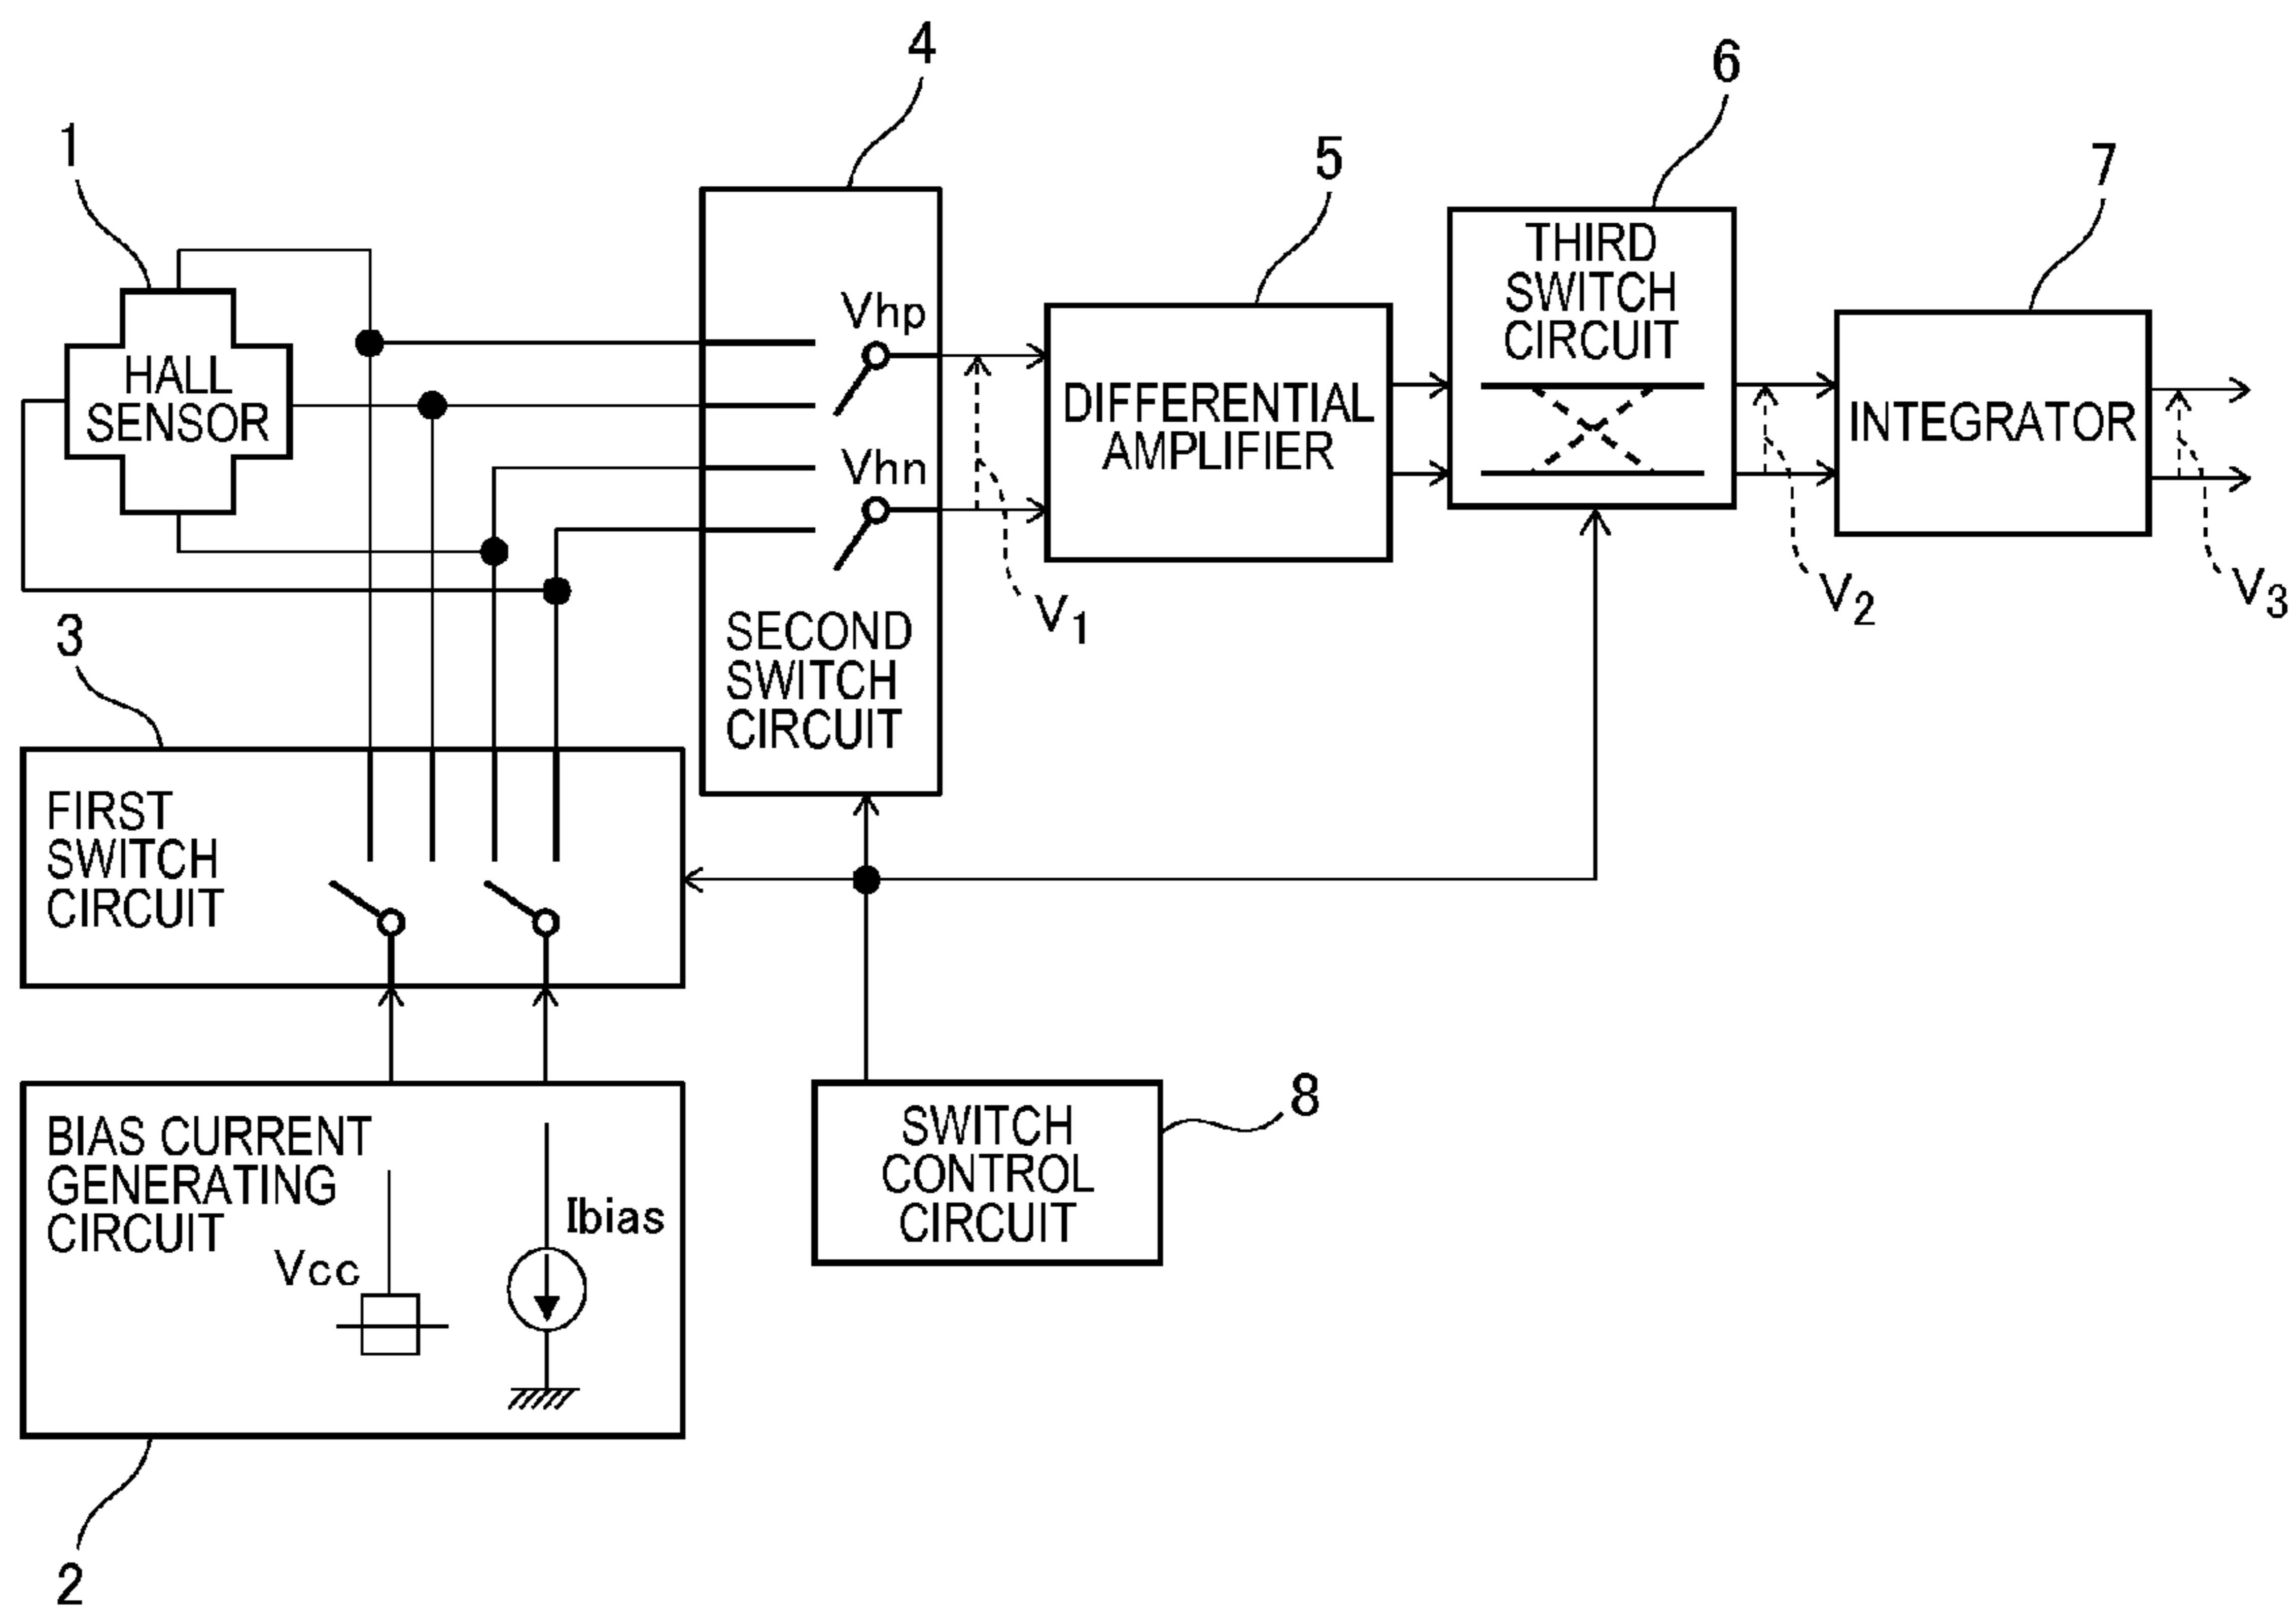 4
6
1
5
7
HALL
SENSOR
Vhp
Vhn
SECOND
SWITCH
CIRCUIT
DIFFERENTIAL
AMPLIFIER
THIRD
SWITCH
CIRCUIT
INTEGRATOR
V1
V2
V3
3
FIRST
SWITCH
CIRCUIT
BIAS CURRENT
GENERATING
CIRCUIT
Vcc
Ibias
SWITCH
CONTROL
CIRCUIT
8
2